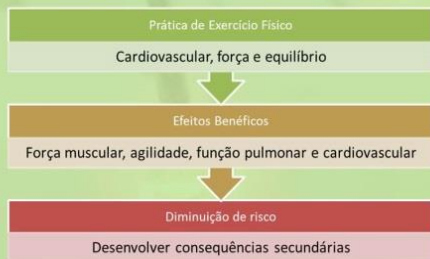 Prática de Exercício Físico
Cardiovascular, força e equilíbrio
Efeitos Benéficos
Força muscular, agilidade, função pulmonar e cardiovascular
Diminuição de risco
Desenvolver consequências secundárias